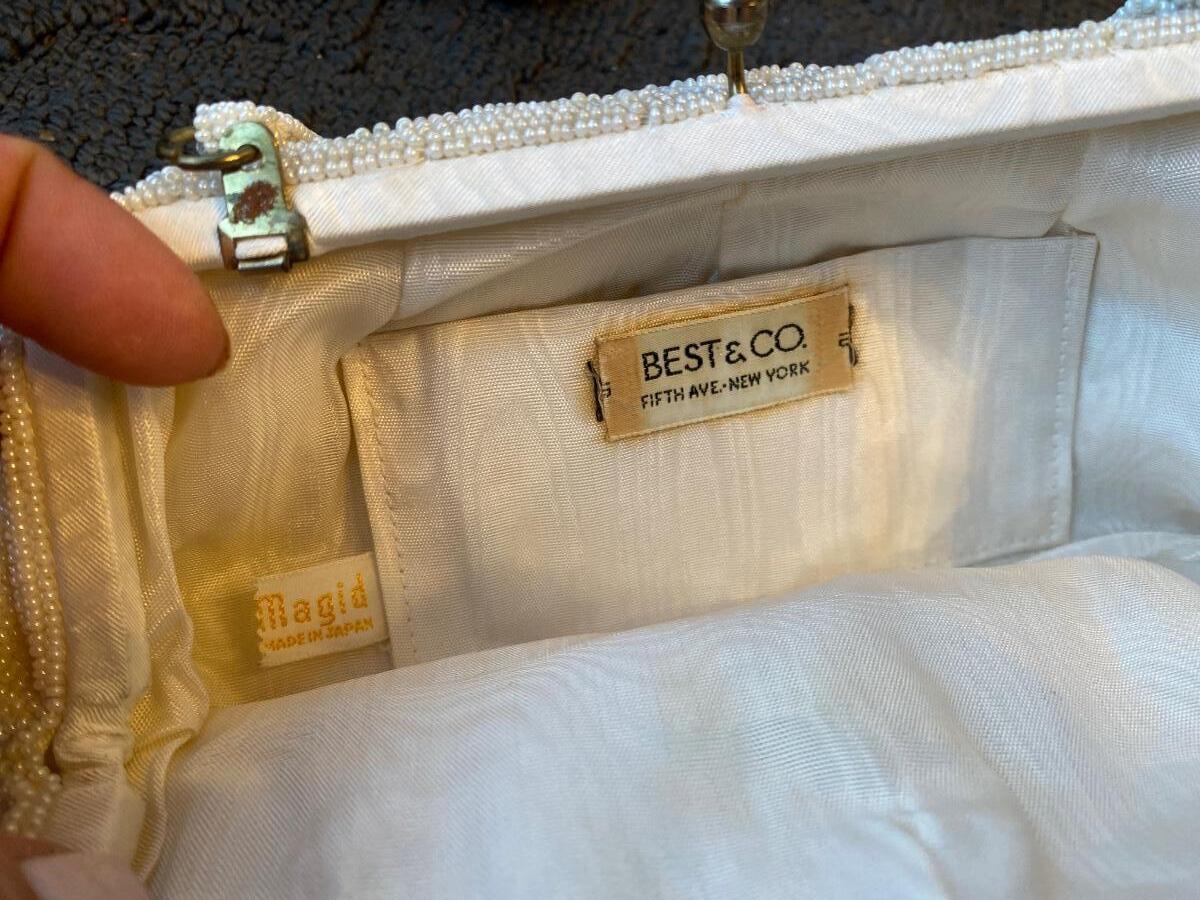 BEST & CO.
FIFTH AVE.·NEW YORK
Magid
MADE IN JAPAN